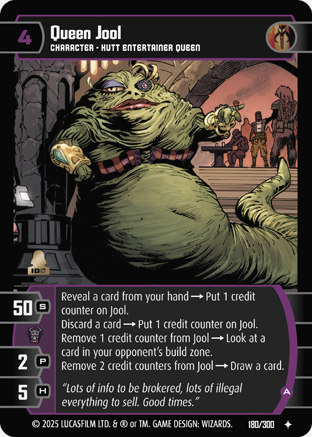 4
Queen Jool
CHARACTER - HUTT ENTERTAINER QUEEN
50 S
2 P
5 H
Reveal a card from your hand → Put 1 credit
counter on Jool.
Discard a card → Put 1 credit counter on Jool.
Remove 1 credit counter from Jool → Look at a
card in your opponent's build zone.
Remove 2 credit counters from Jool → Draw a card.
"Lots of info to be brokered, lots of illegal
everything to sell. Good times."
A
© 2025 LUCASFILM LTD. & ® or TM. GAME DESIGN: WIZARDS.
180/300